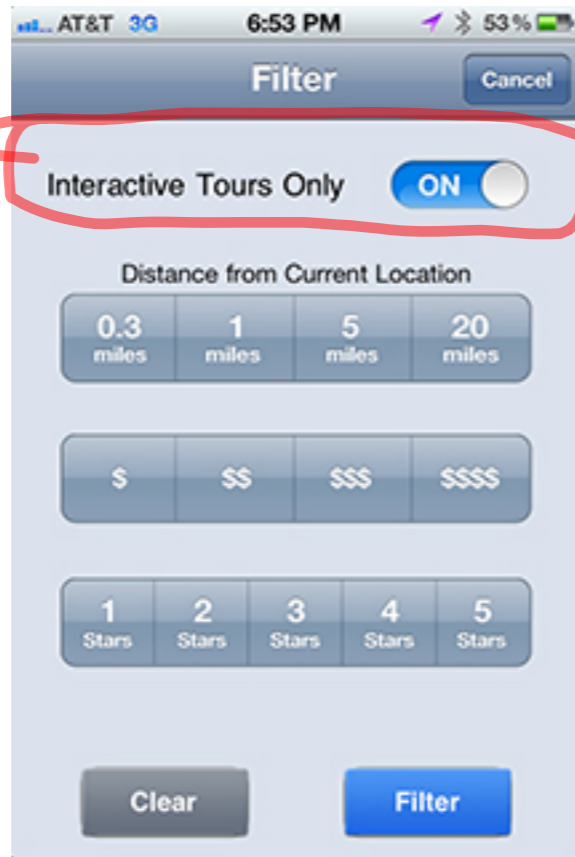 AT&T 3G 6:53 PM 53%
Filter Cancel
Interactive Tours Only ON
Distance from Current Location
0.3 1 5 20
miles miles miles miles
$ $$ $$$ $$$$
1 2 3 4 5
Stars Stars Stars Stars Stars
Clear Filter